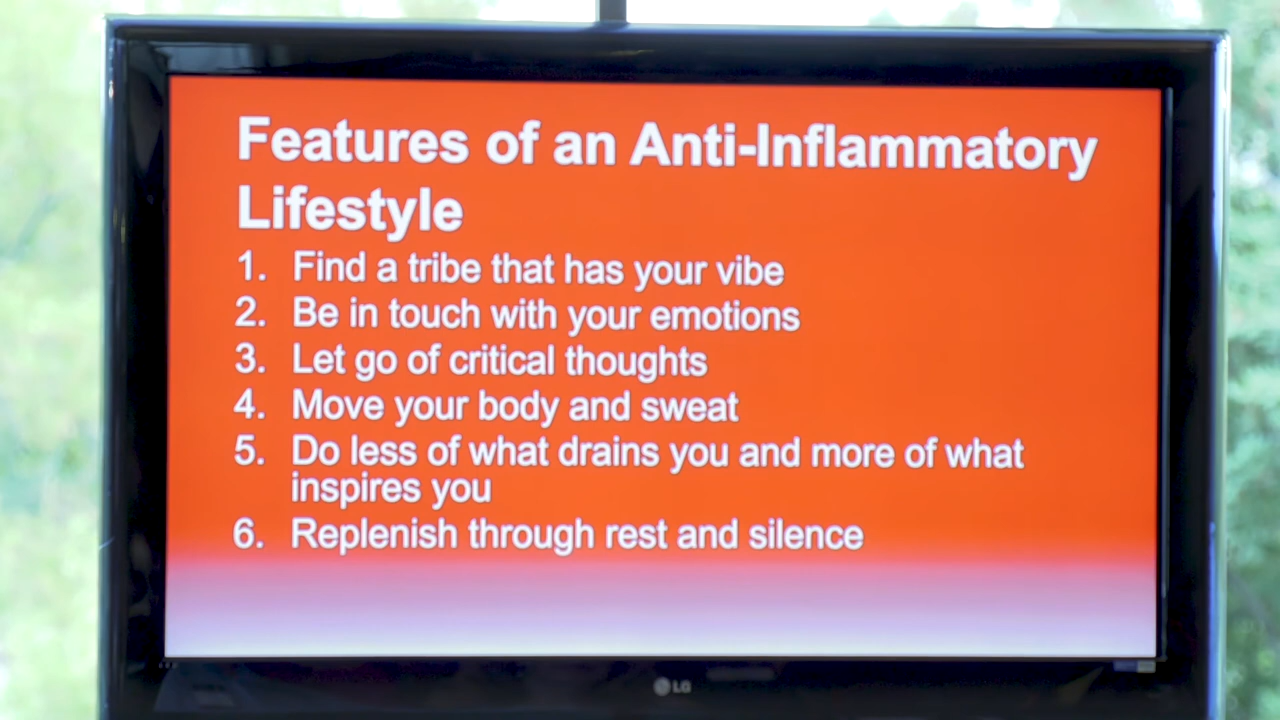 Features of an Anti-Inflammatory
Lifestyle
1. Find a tribe that has your vibe
2. Be in touch with your emotions
3. Let go of critical thoughts
4. Move your body and sweat
5. Do less of what drains you and more of what
inspires you
6. Replenish through rest and silence
LG